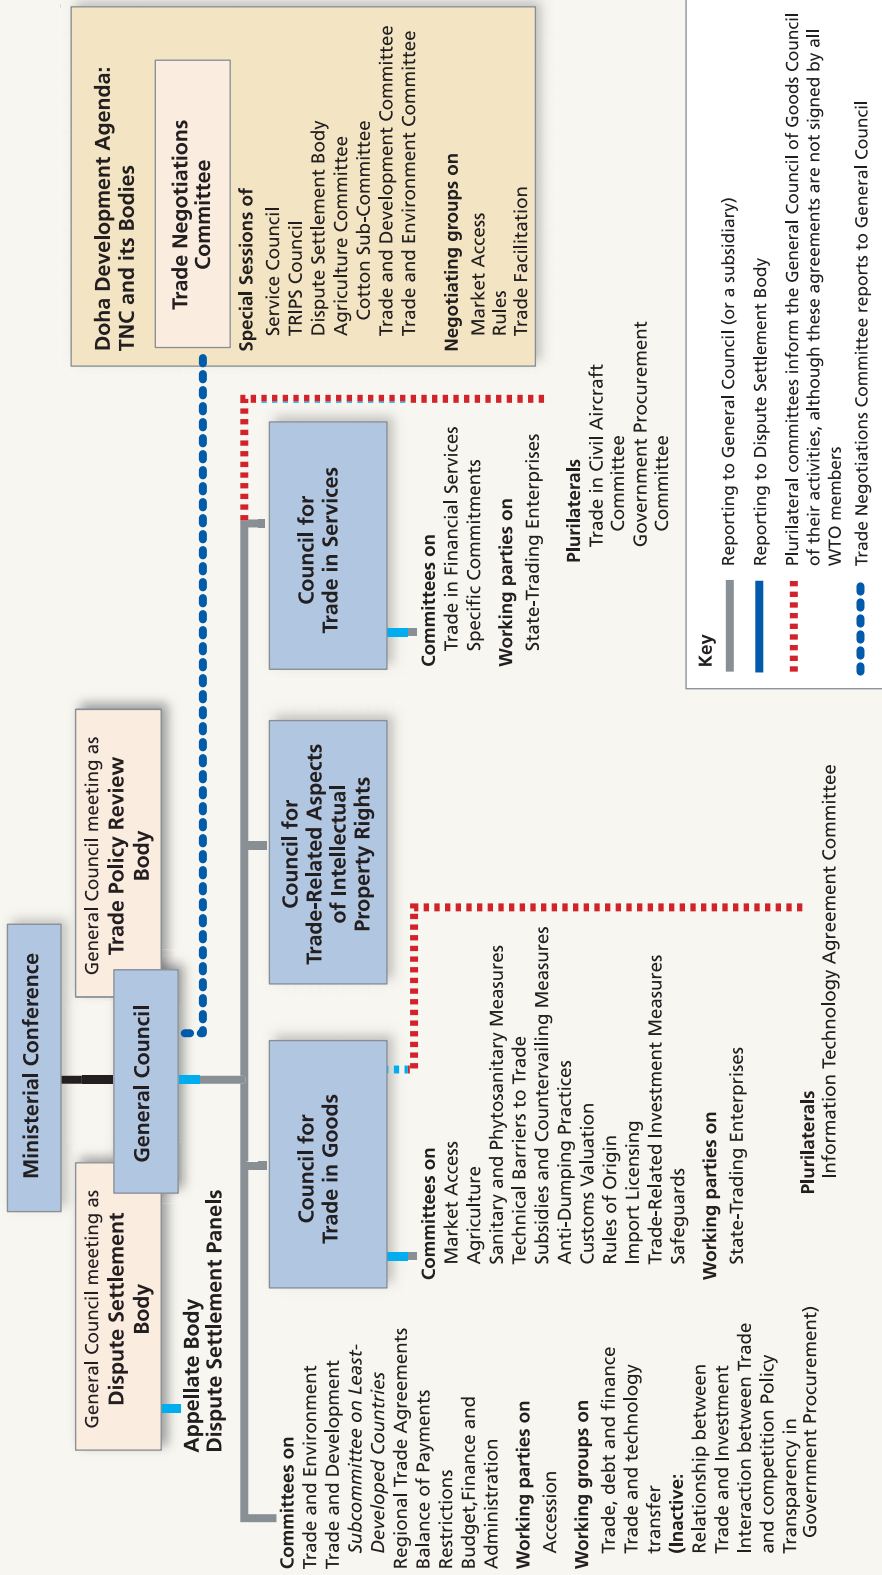 Ministerial Conference
General Council meeting as
Dispute Settlement
Body
General Council
General Council meeting as
Trade Policy Review
Body
Appellate Body
Dispute Settlement Panels
Doha Development Agenda:
TNC and its Bodies
Trade Negotiations
Committee
Special Sessions of
Service Council
TRIPS Council
Dispute Settlement Body
Agriculture Committee
Cotton Sub-Committee
Trade and Development Committee
Trade and Environment Committee
Negotiating groups on
Market Access
Rules
Trade Facilitation
Committees on
Trade and Environment
Trade and Development
Subcommittee on Least-
Developed Countries
Regional Trade Agreements
Balance of Payments
Restrictions
Budget,Finance and
Administration
Working parties on
Accession
Working groups on
Trade, debt and finance
Trade and technology
transfer
(Inactive:
Relationship between
Trade and Investment
Interaction between Trade
and competition Policy
Transparency in
Government Procurement)
Council for
Trade in Goods
Committees on
Market Access
Agriculture
Sanitary and Phytosanitary Measures
Technical Barriers to Trade
Subsidies and Countervailing Measures
Anti-Dumping Practices
Customs Valuation
Rules of Origin
Import Licensing
Trade-Related Investment Measures
Safeguards
Working parties on
State-Trading Enterprises
Plurilaterals
Information Technology Agreement Committee
Council for
Trade-Related Aspects
of Intellectual
Property Rights
Council for
Trade in Services
Committees on
Trade in Financial Services
Specific Commitments
Working parties on
State-Trading Enterprises
Plurilaterals
Trade in Civil Aircraft
Committee
Government Procurement
Committee
Key
Reporting to General Council (or a subsidiary)
Reporting to Dispute Settlement Body
Plurilateral committees inform the General Council of Goods Council
of their activities, although these agreements are not signed by all
WTO members
Trade Negotiations Committee reports to General Council